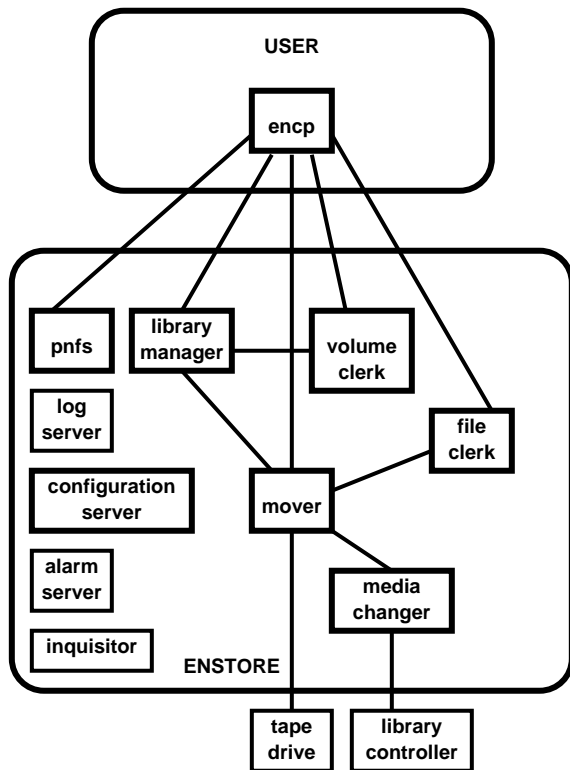 USER
encp
pnfs
library
manager
volume
clerk
log
server
file
clerk
configuration
server
mover
alarm
server
media
changer
inquisitor
ENSTORE
tape
drive
library
controller